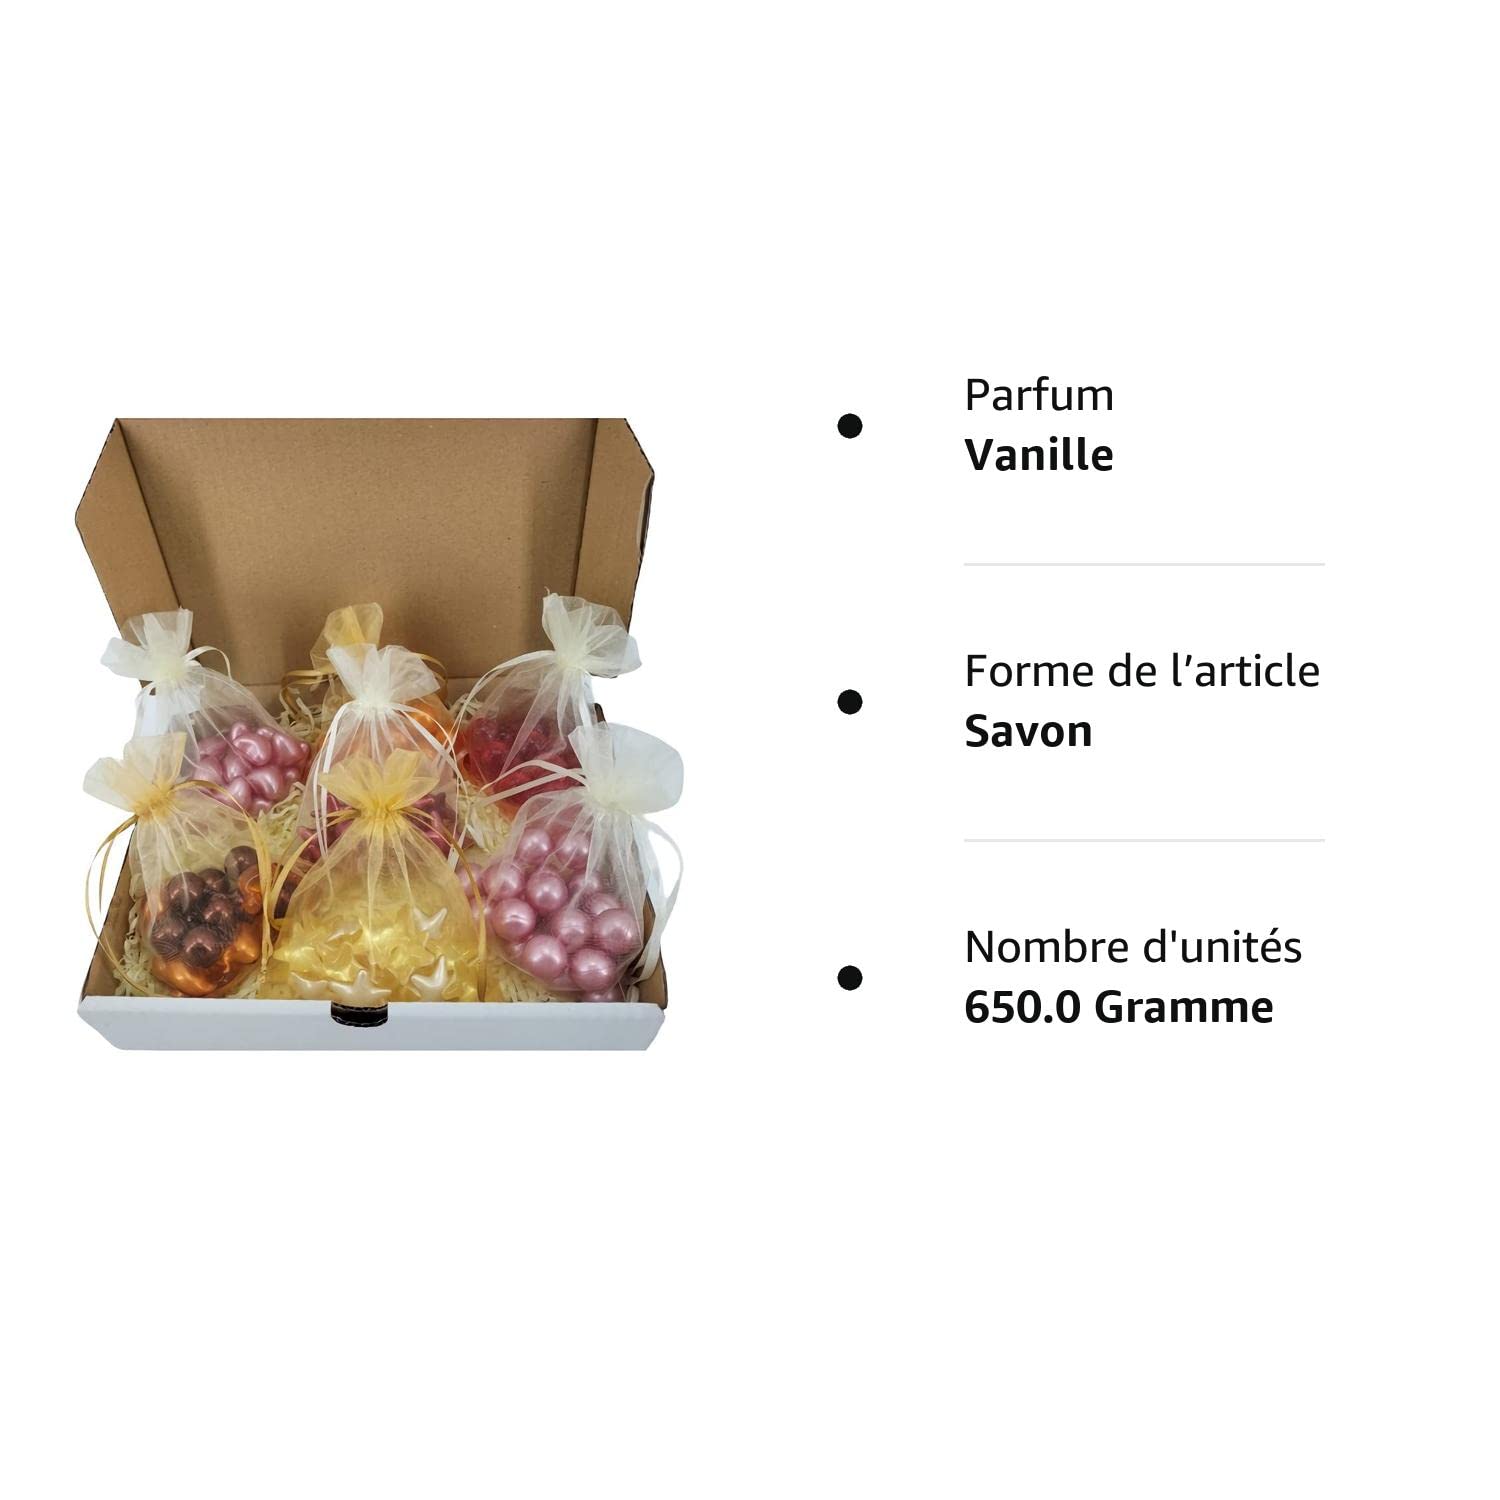 Parfum
Vanille
Forme de l’article
Savon
Nombre d'unités
650.0 Gramme